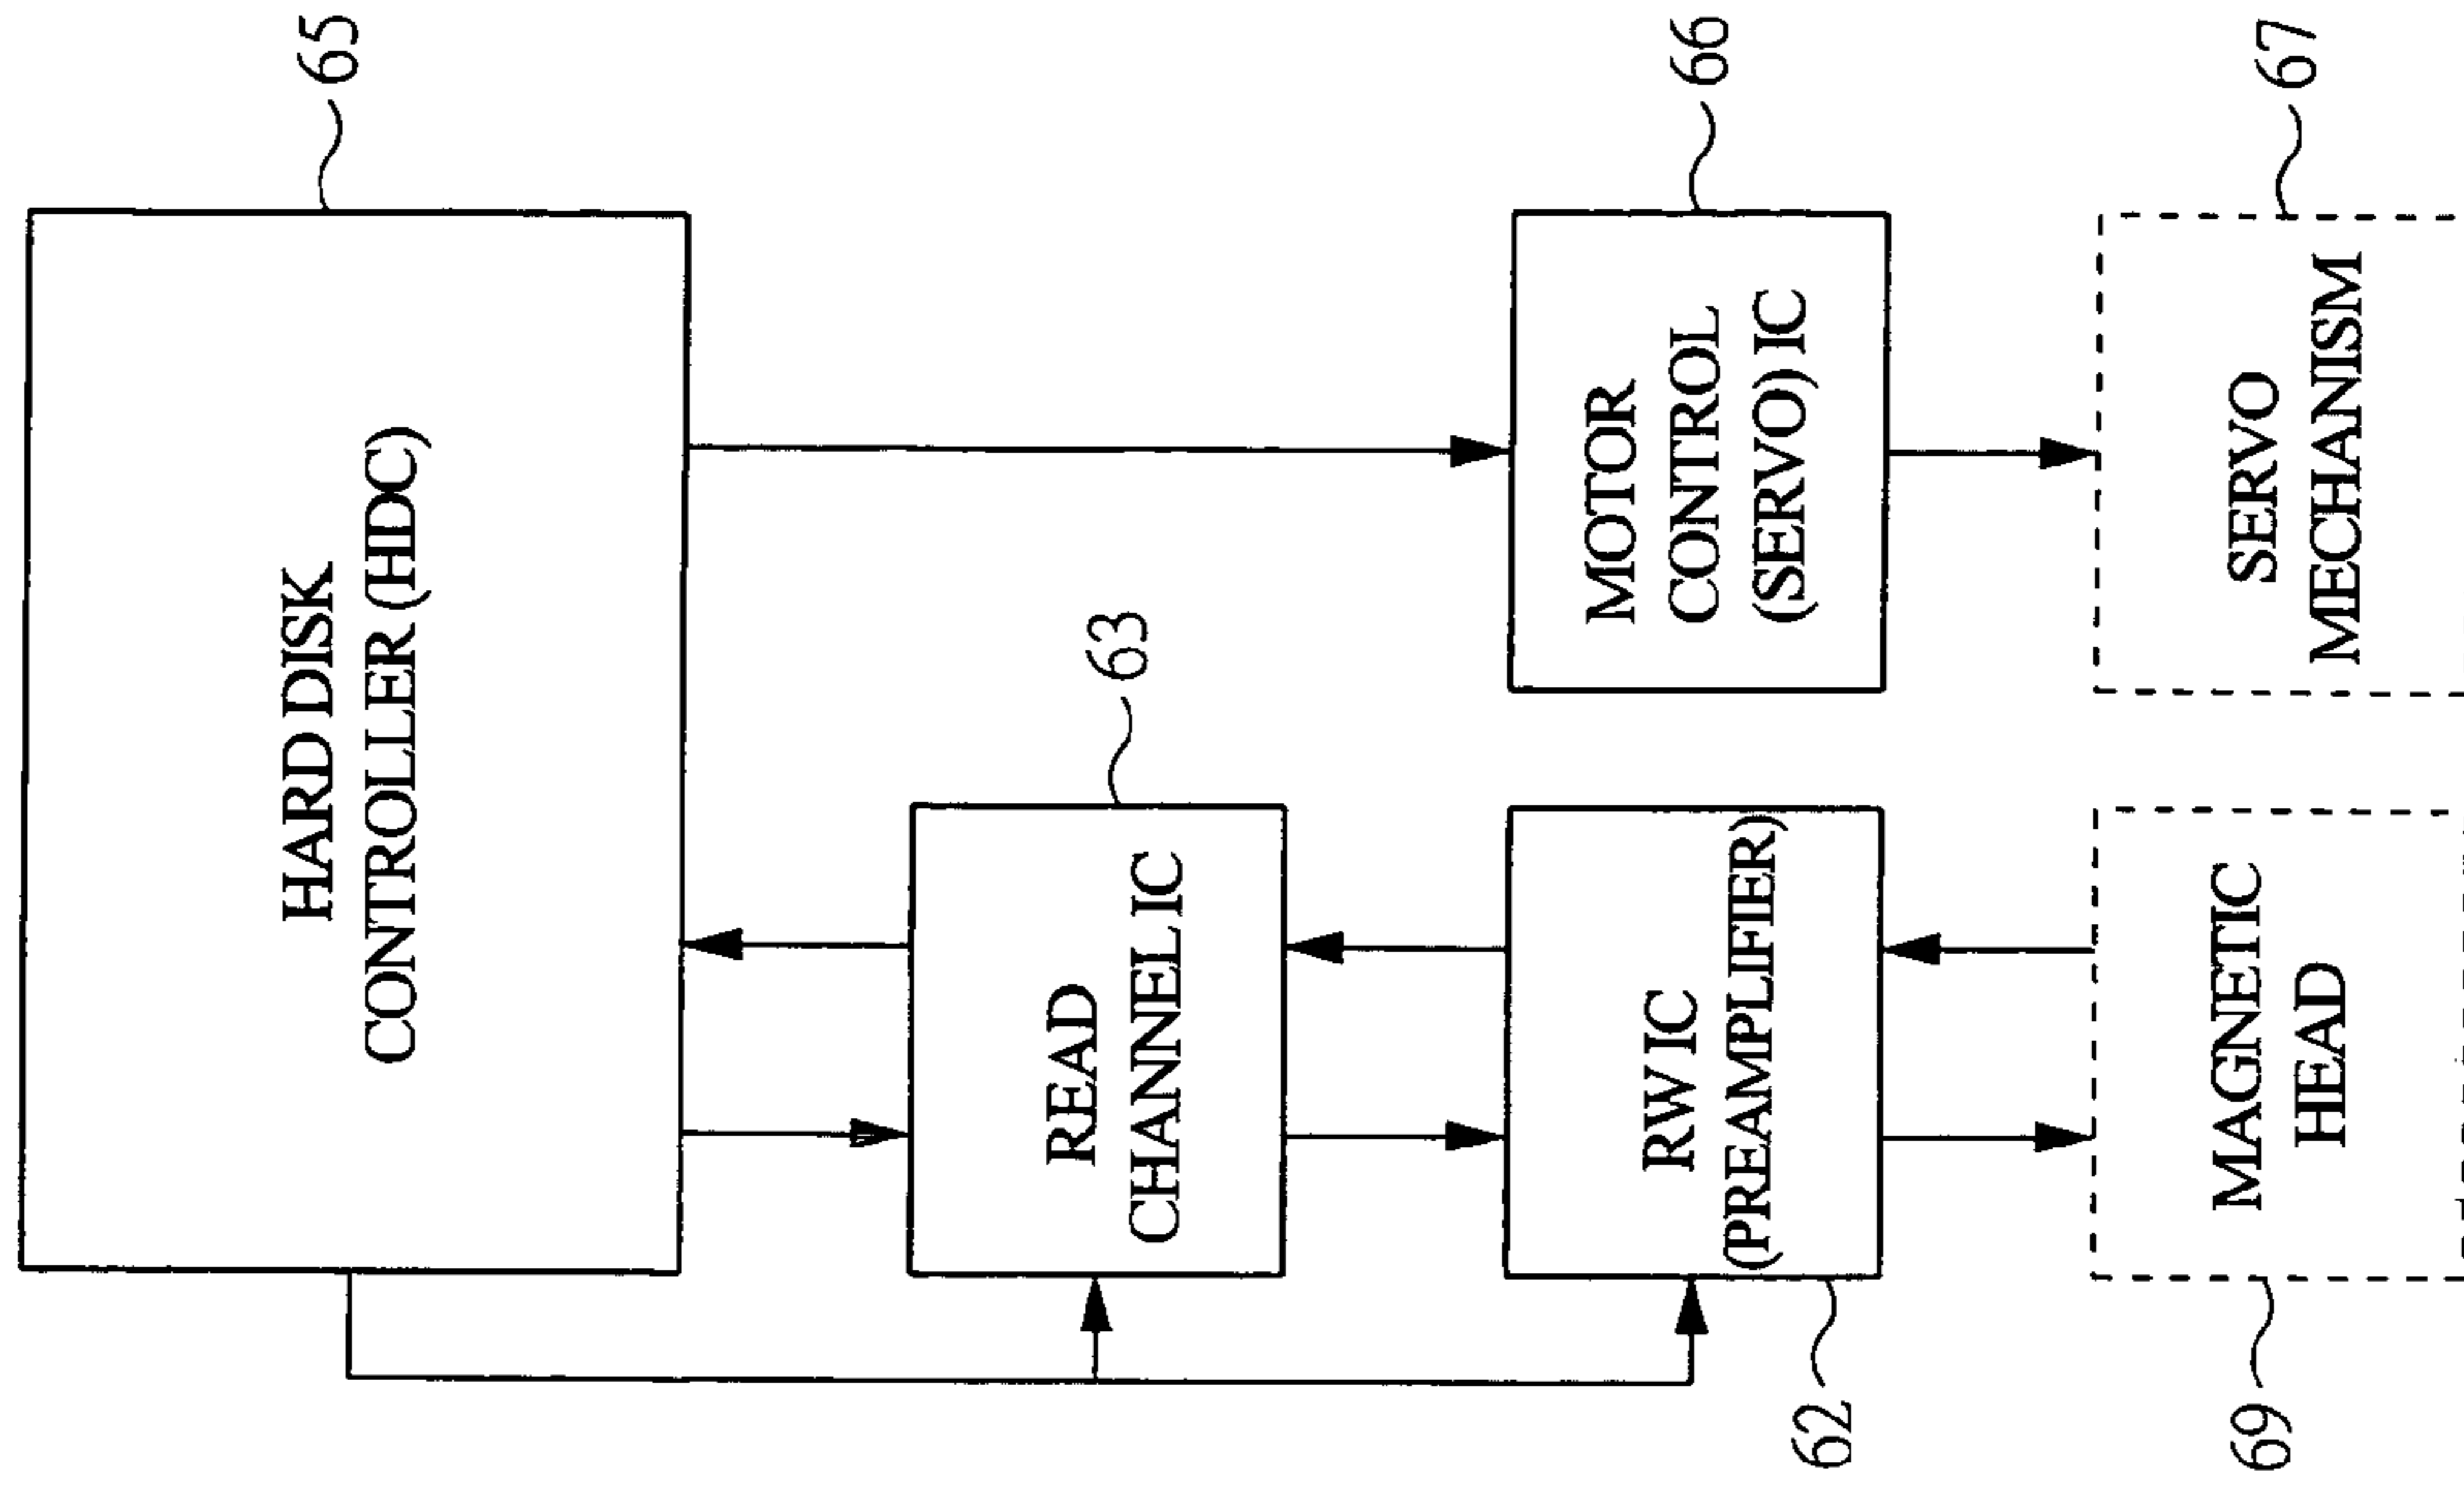 65
HARD DISK
CONTROLLER (HDC)
63
READ
CHANNEL IC
66
MOTOR
CONTROL
(SERVO) IC
RW IC
(PREAMPLIFIER)
62
67
SERVO
MECHANISM
MAGNETIC
HEAD
69